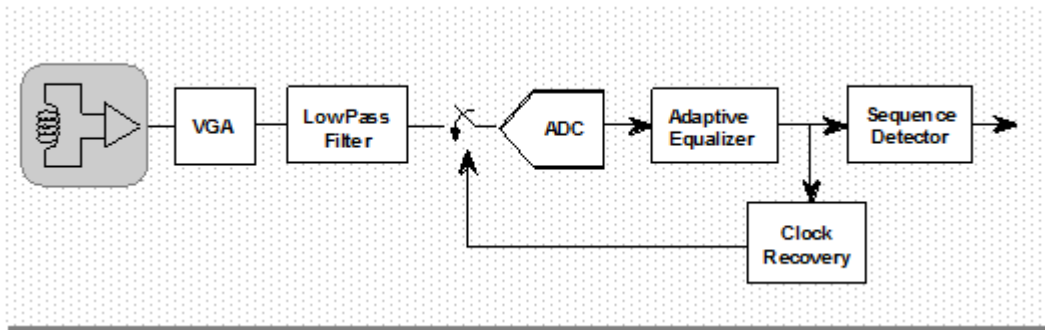 VGA
LowPass
Filter
ADC
Adaptive
Equalizer
Sequence
Detector
Clock
Recovery